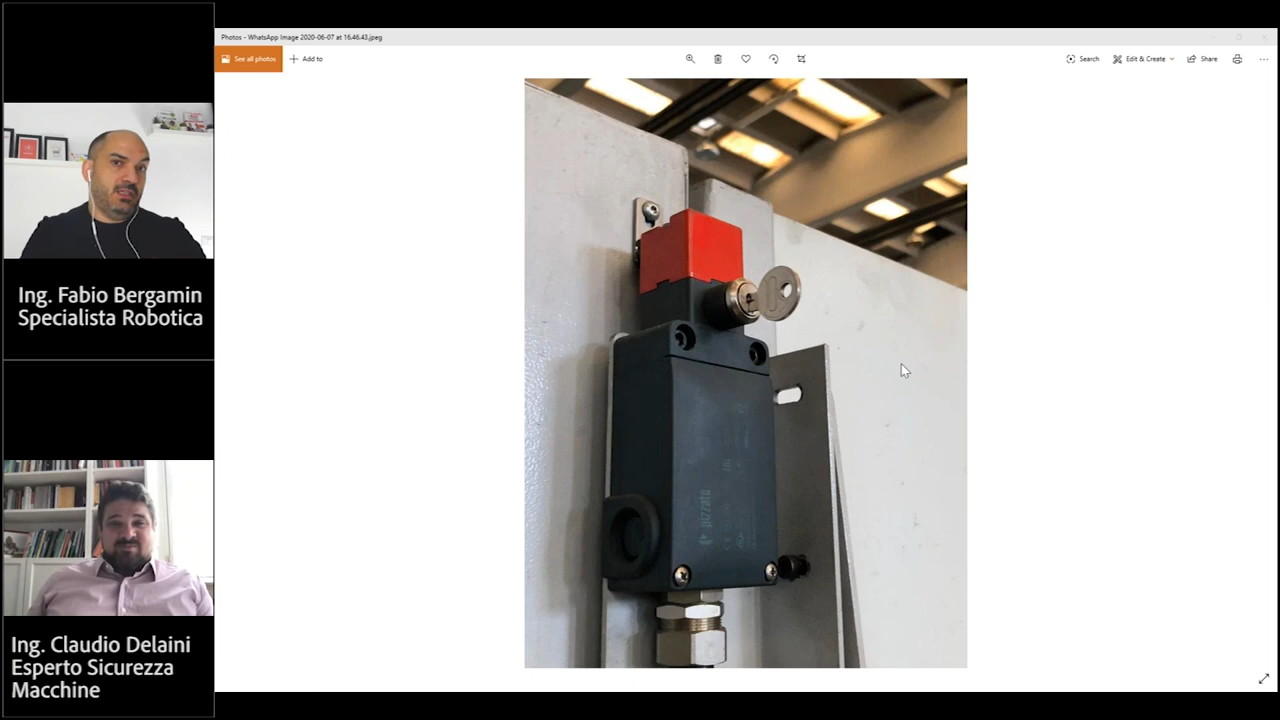 Photos - WhatsApp Image 2020-06-07 at 16.46.43.jpeg
See all photos
Add to
Search
Edit & Create
Share
Ing. Fabio Bergamin
Specialista Robotica
Ing. Claudio Delaini
Esperto Sicurezza
Macchine
pizzato